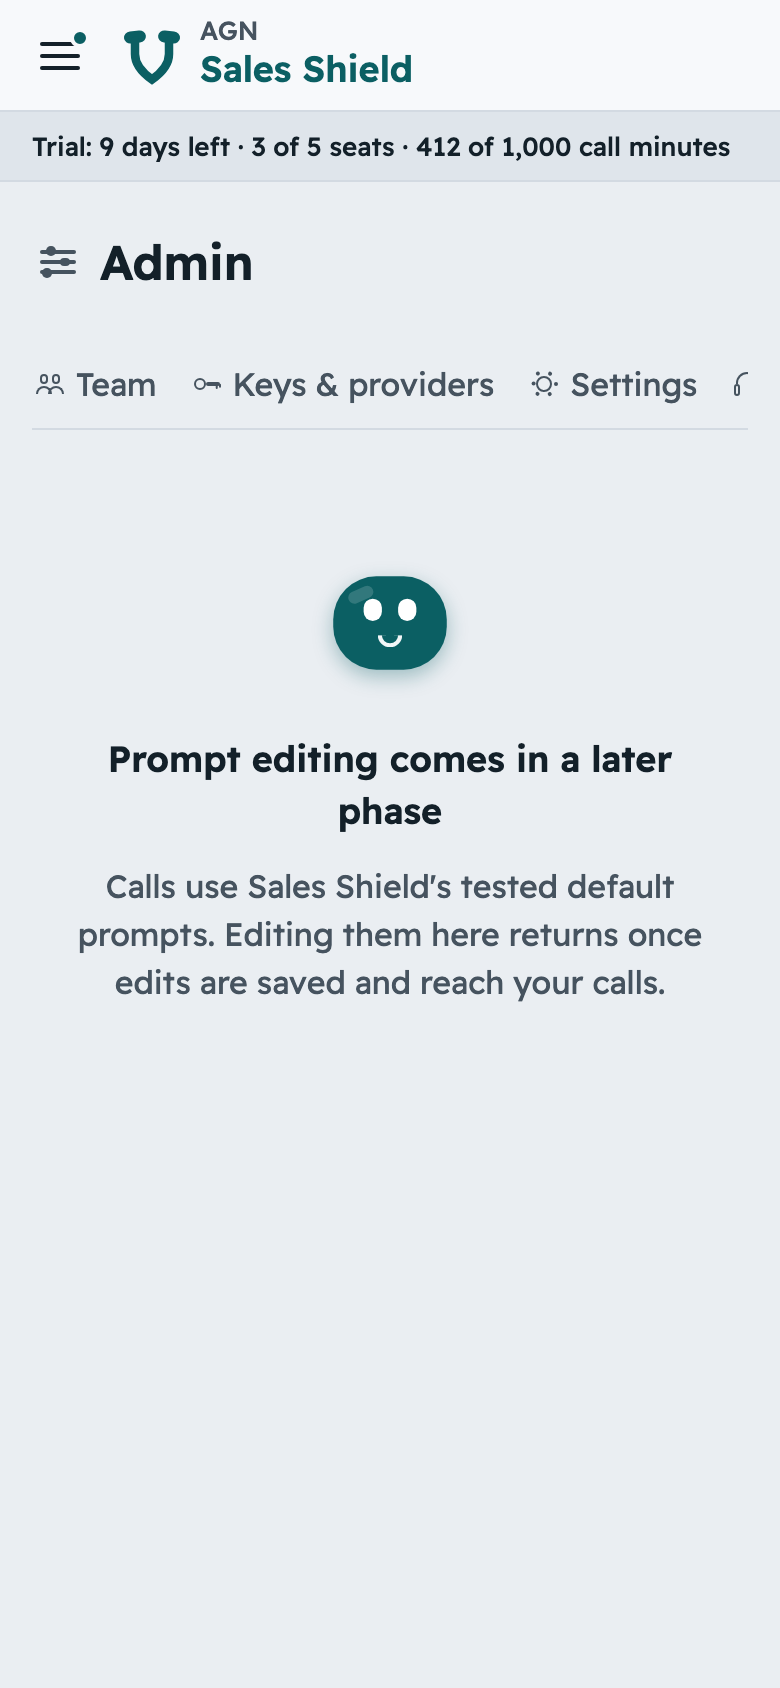 AGN
Sales Shield
Trial: 9 days left · 3 of 5 seats · 412 of 1,000 call minutes
Admin
Team
Keys & providers
Settings
Prompt editing comes in a later
phase
Calls use Sales Shield's tested default
prompts. Editing them here returns once
edits are saved and reach your calls.